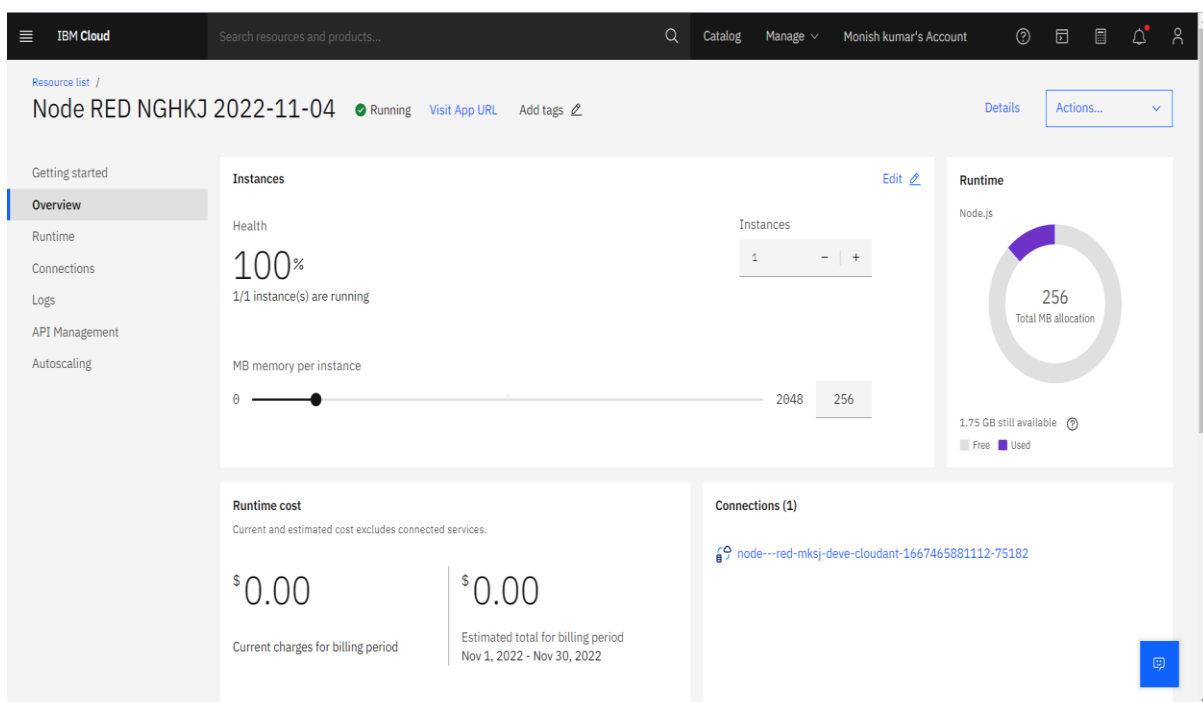 IBM Cloud
Search resources and products...
Catalog
Manage
Monish kumar's Account
Resource list /
Node RED NGHKJ 2022-11-04
Running
Visit App URL
Add tags
Details
Actions...
Getting started
Overview
Runtime
Connections
Logs
API Management
Autoscaling
Instances
Edit
Health
100%
1/1 instance(s) are running
Instances
1 - +
MB memory per instance
0
2048
256
Runtime
Node.js
256
Total MB allocation
1.75 GB still available
Free
Used
Runtime cost
Current and estimated cost excludes connected services.
$0.00
Current charges for billing period
$0.00
Estimated total for billing period
Nov 1, 2022 - Nov 30, 2022
Connections (1)
node---red-mksj-deve-cloudant-1667465881112-75182